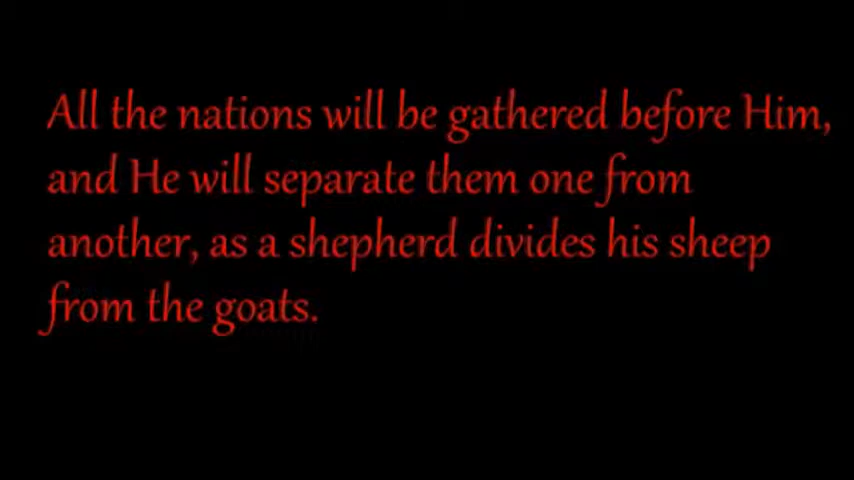 All the nations will be gathered before Him,
and He will separate them one from
another, as a shepherd divides his sheep
from the goats.